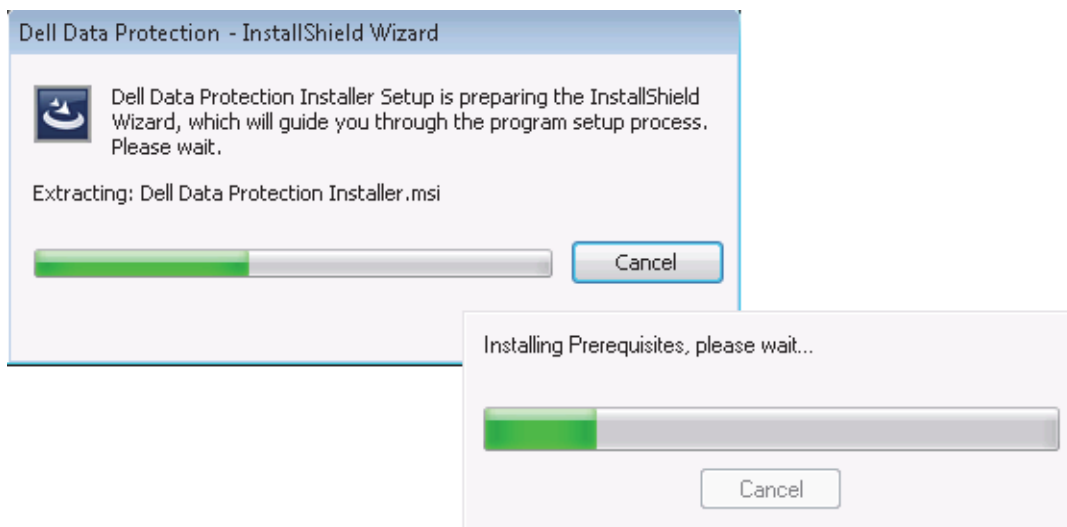 Dell Data Protection - InstallShield Wizard
Dell Data Protection Installer Setup is preparing the InstallShield
Wizard, which will guide you through the program setup process.
Please wait.
Extracting: Dell Data Protection Installer.msi
Cancel
Installing Prerequisites, please wait...
Cancel